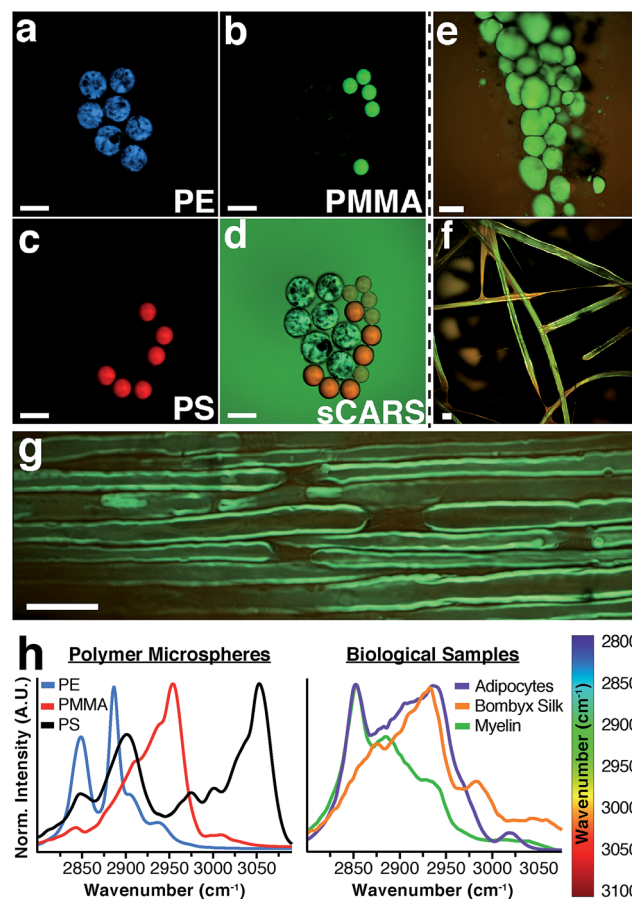 a
PE
b
PMMA
c
PS
d
sCARS
e
f
g
h
Polymer Microspheres
PE
PMMA
PS
Norm. Intensity (A.U.)
2850 2900 2950 3000 3050
Wavenumber (cm⁻¹)
Biological Samples
Adipocytes
Bombyx Silk
Myelin
2850 2900 2950 3000 3050
Wavenumber (cm⁻¹)
Wavenumber (cm⁻¹)
2800
2850
2900
2950
3000
3050
3100